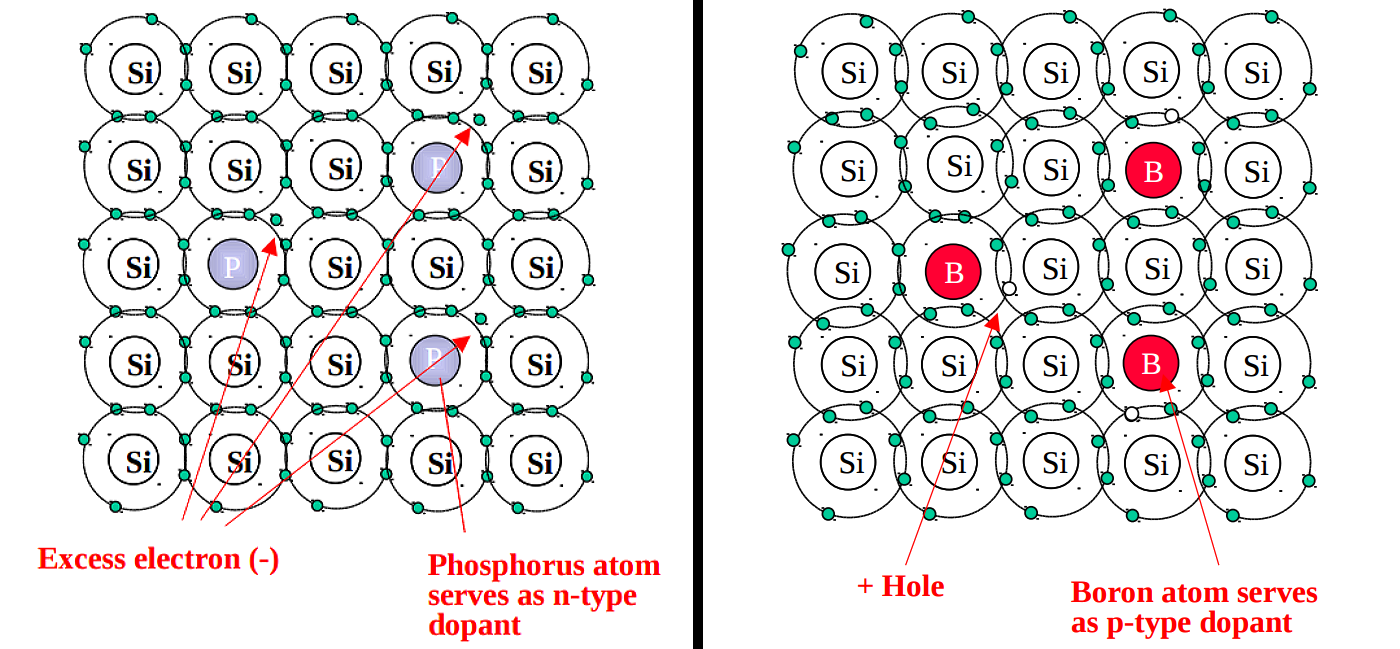 Si Si Si Si Si
Si Si Si P Si
Si P Si Si Si
Si Si Si P Si
Si Si Si Si Si
Excess electron (-)
Phosphorus atom
serves as n-type
dopant
Si Si Si Si Si
Si Si Si B Si
Si B Si Si Si
Si Si Si B Si
Si Si Si Si Si
+ Hole
Boron atom serves
as p-type dopant